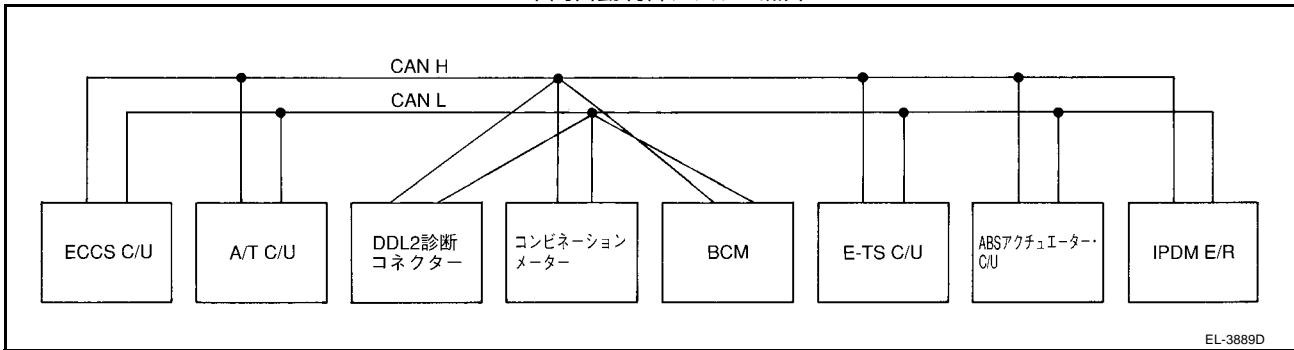 CAN H
CAN L
ECCS C/U
A/T C/U
DDL2診断
コネクター
コンビネーション
メーター
BCM
E-TS C/U
ABSアクチュエーター・
C/U
IPDM E/R
EL-3889D